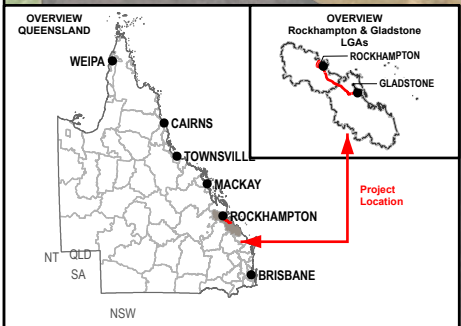 OVERVIEW
QUEENSLAND
WEIPA
CAIRNS
TOWNSVILLE
MACKAY
ROCKHAMPTON
BRISBANE
NT
QLD
SA
NSW
OVERVIEW
Rockhampton & Gladstone
LGAs
ROCKHAMPTON
GLADSTONE
Project
Location